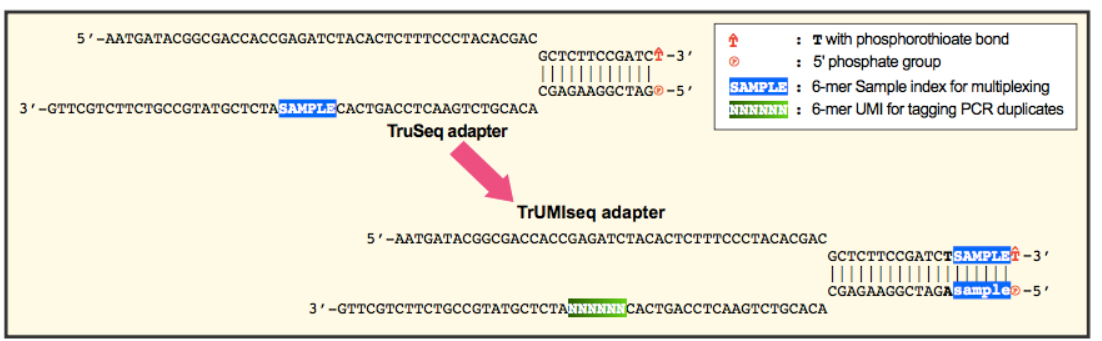 5′-AATGATACGGCGACCACCGAGATCTACACTCTTTCCCTACACGAC
GCTCTTCCGATCT-3′
CGAGAAGGCTAGⓅ-5′
3′-GTTCGTCTTCTGCCGTATGCTCTASAMPLECACTGACCTCAAGTCTGCACA
TruSeq adapter
T : T with phosphorothioate bond
Ⓟ : 5' phosphate group
SAMPLE : 6-mer Sample index for multiplexing
NNNNNN : 6-mer UMI for tagging PCR duplicates
TrUMIseq adapter
5′-AATGATACGGCGACCACCGAGATCTACACTCTTTCCCTACACGAC
GCTCTTCCGATCTSAMPLET-3′
CGAGAAGGCTAGAsampleⓅ-5′
3′-GTTCGTCTTCTGCCGTATGCTCTANNNNNNCACTGACCTCAAGTCTGCACA